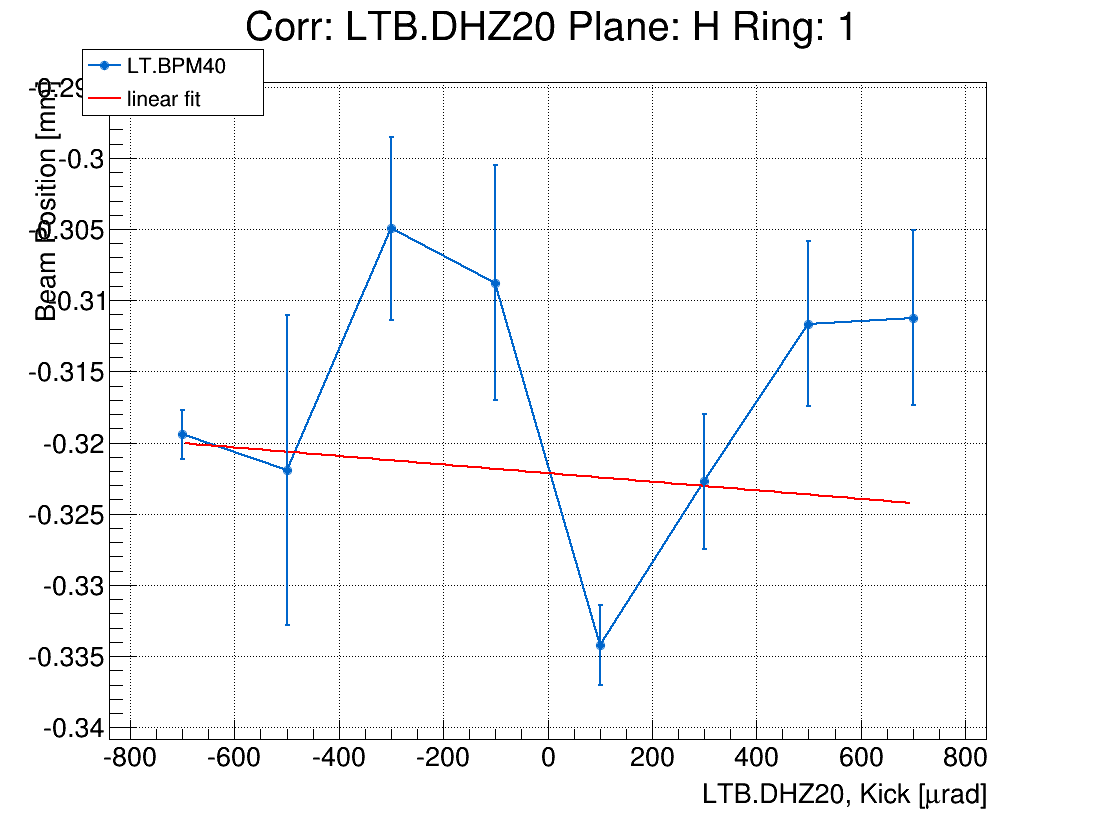 Corr: LTB.DHZ20 Plane: H Ring: 1
LT.BPM40
linear fit
Beam Position [mm]
-0.3
-0.305
-0.31
-0.315
-0.32
-0.325
-0.33
-0.335
-0.34
-800 -600 -400 -200 0 200 400 600 800
LTB.DHZ20, Kick [μrad]